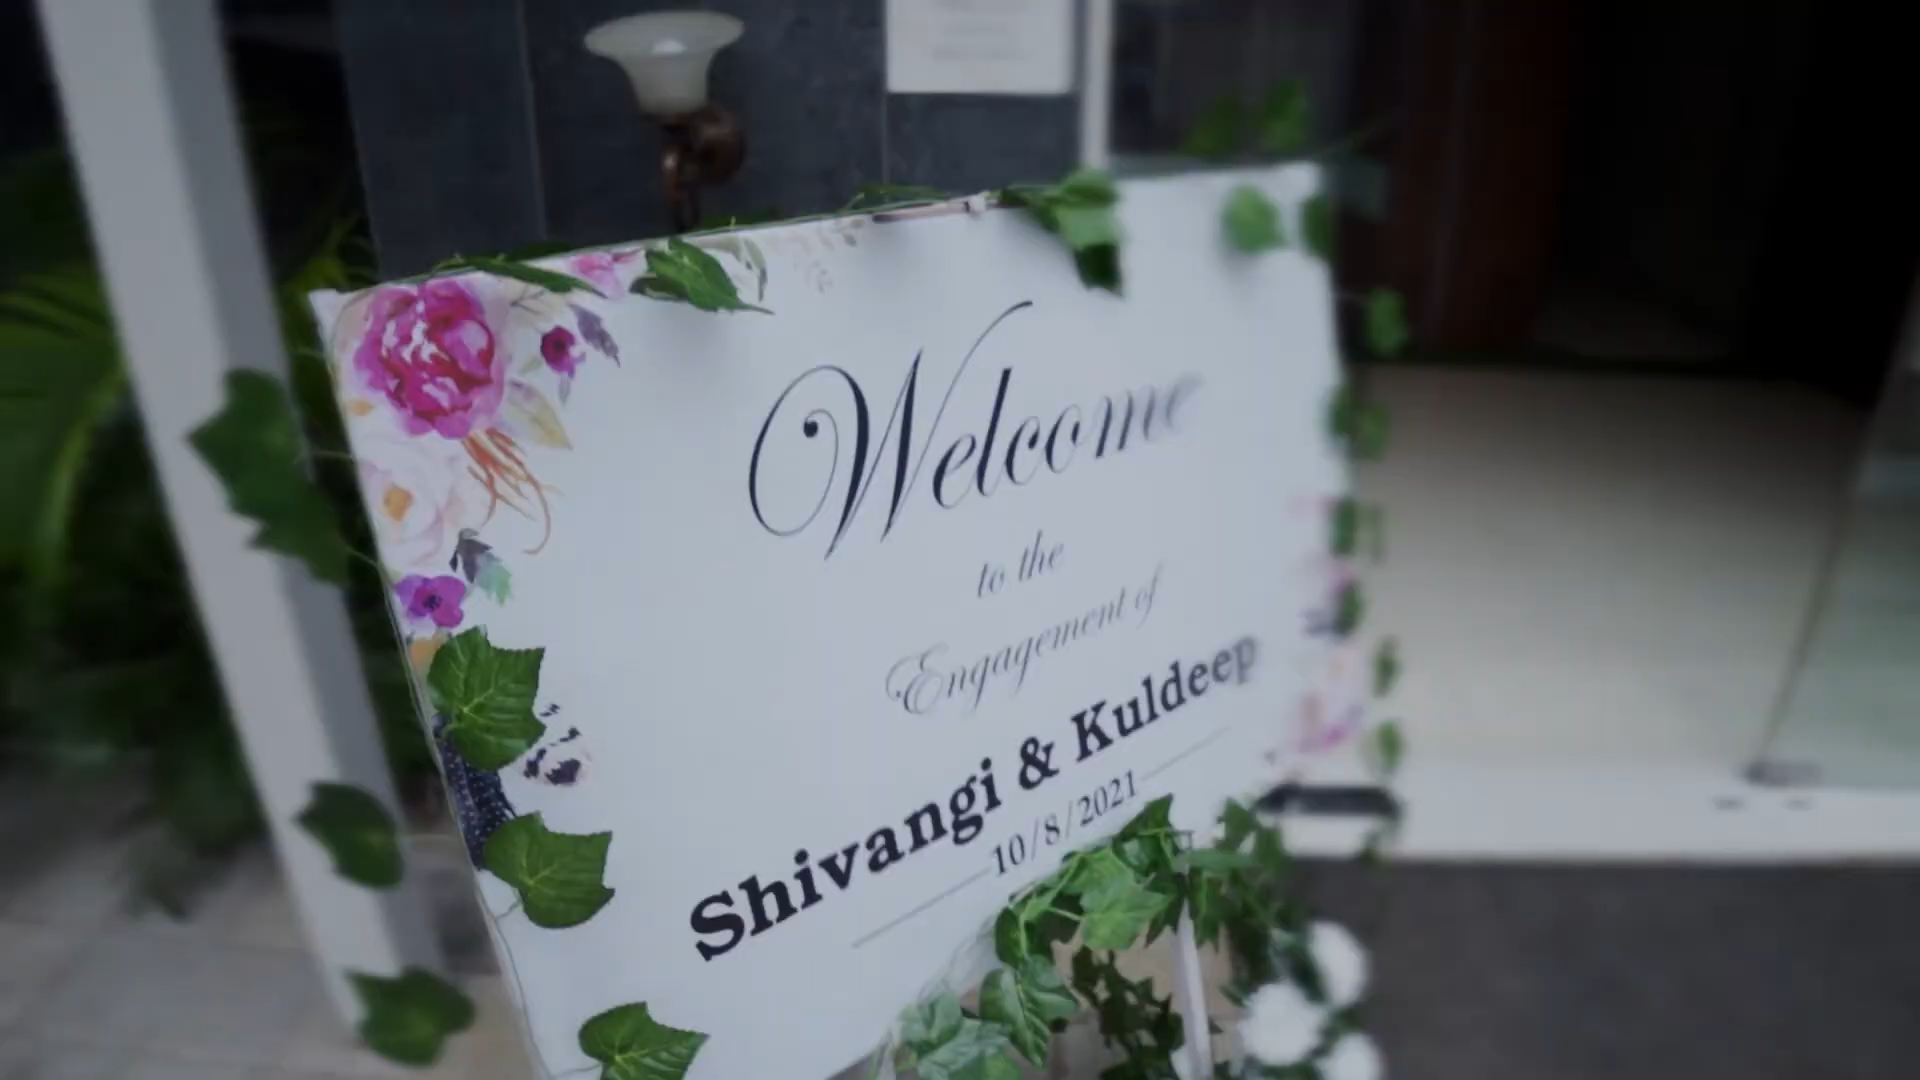 Welcome
to the
Engagement of
Shivangi & Kuldeep
10/8/2021